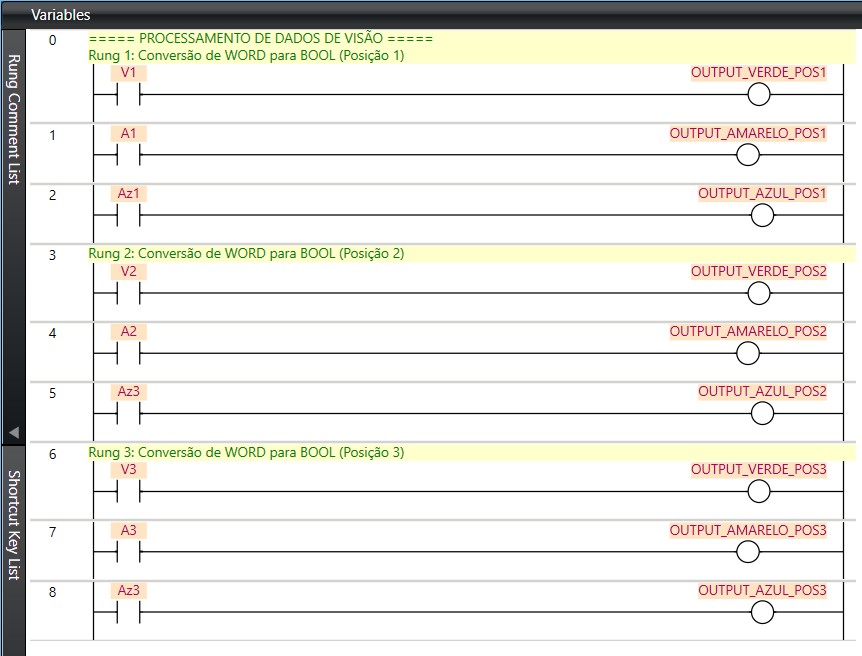 Variables
Rung Comment List
Shortcut Key List
0
===== PROCESSAMENTO DE DADOS DE VISÃO =====
Rung 1: Conversão de WORD para BOOL (Posição 1)
V1 OUTPUT_VERDE_POS1
1 A1 OUTPUT_AMARELO_POS1
2 Az1 OUTPUT_AZUL_POS1
3 Rung 2: Conversão de WORD para BOOL (Posição 2)
V2 OUTPUT_VERDE_POS2
4 A2 OUTPUT_AMARELO_POS2
5 Az3 OUTPUT_AZUL_POS2
6 Rung 3: Conversão de WORD para BOOL (Posição 3)
V3 OUTPUT_VERDE_POS3
7 A3 OUTPUT_AMARELO_POS3
8 Az3 OUTPUT_AZUL_POS3